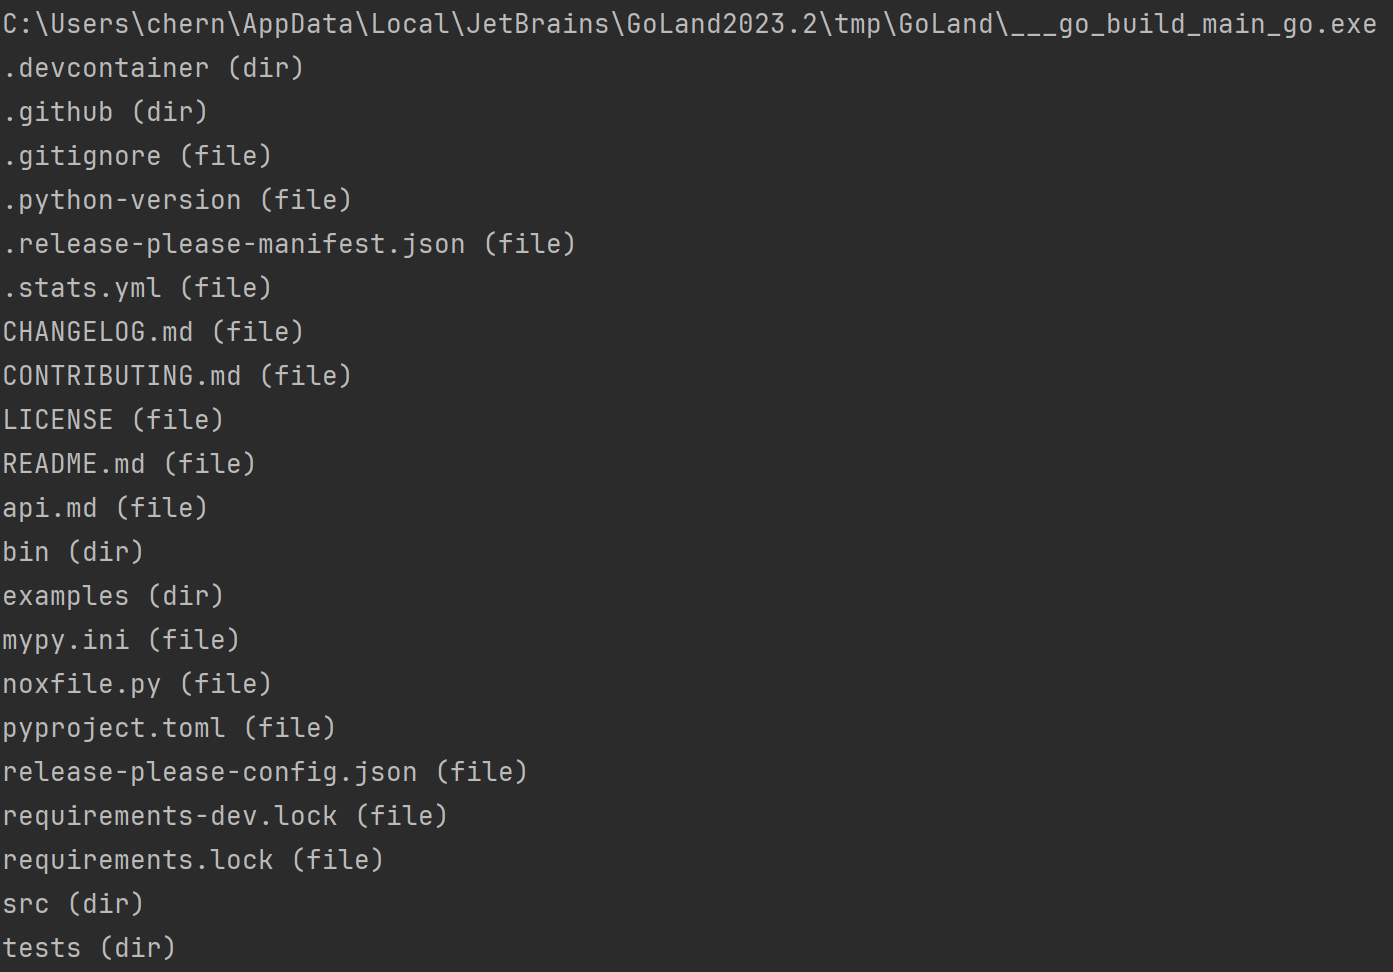 C:\Users\chern\AppData\Local\JetBrains\GoLand2023.2\tmp\GoLand\___go_build_main_go.exe
.devcontainer (dir)
.github (dir)
.gitignore (file)
.python-version (file)
.release-please-manifest.json (file)
.stats.yml (file)
CHANGELOG.md (file)
CONTRIBUTING.md (file)
LICENSE (file)
README.md (file)
api.md (file)
bin (dir)
examples (dir)
mypy.ini (file)
noxfile.py (file)
pyproject.toml (file)
release-please-config.json (file)
requirements-dev.lock (file)
requirements.lock (file)
src (dir)
tests (dir)